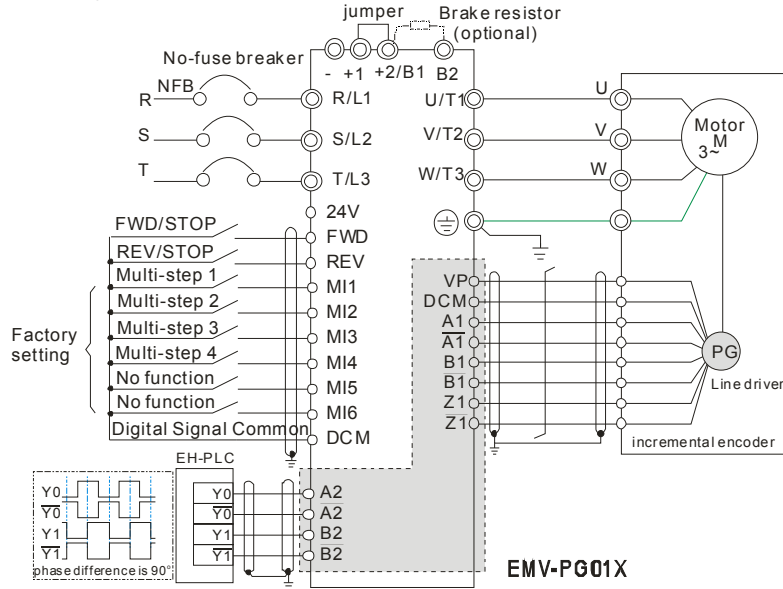 jumper
Brake resistor
(optional)
No-fuse breaker
- +1 +2/B1 B2
NFB
R
R/L1
U/T1
U
S
S/L2
V/T2
V
T
T/L3
W/T3
W
Motor
M
3~
24V
FWD/STOP
FWD
REV/STOP
REV
Multi-step 1
MI1
Multi-step 2
MI2
Multi-step 3
MI3
Multi-step 4
MI4
No function
MI5
No function
MI6
Digital Signal Common
DCM
Factory
setting
VP
DCM
A1
A1
B1
B1
Z1
Z1
PG
Line driver
incremental encoder
EH-PLC
Y0
Y0
Y1
Y1
phase difference is 90°
Y0
Y0
Y1
Y1
A2
A2
B2
B2
EMV-PG01X